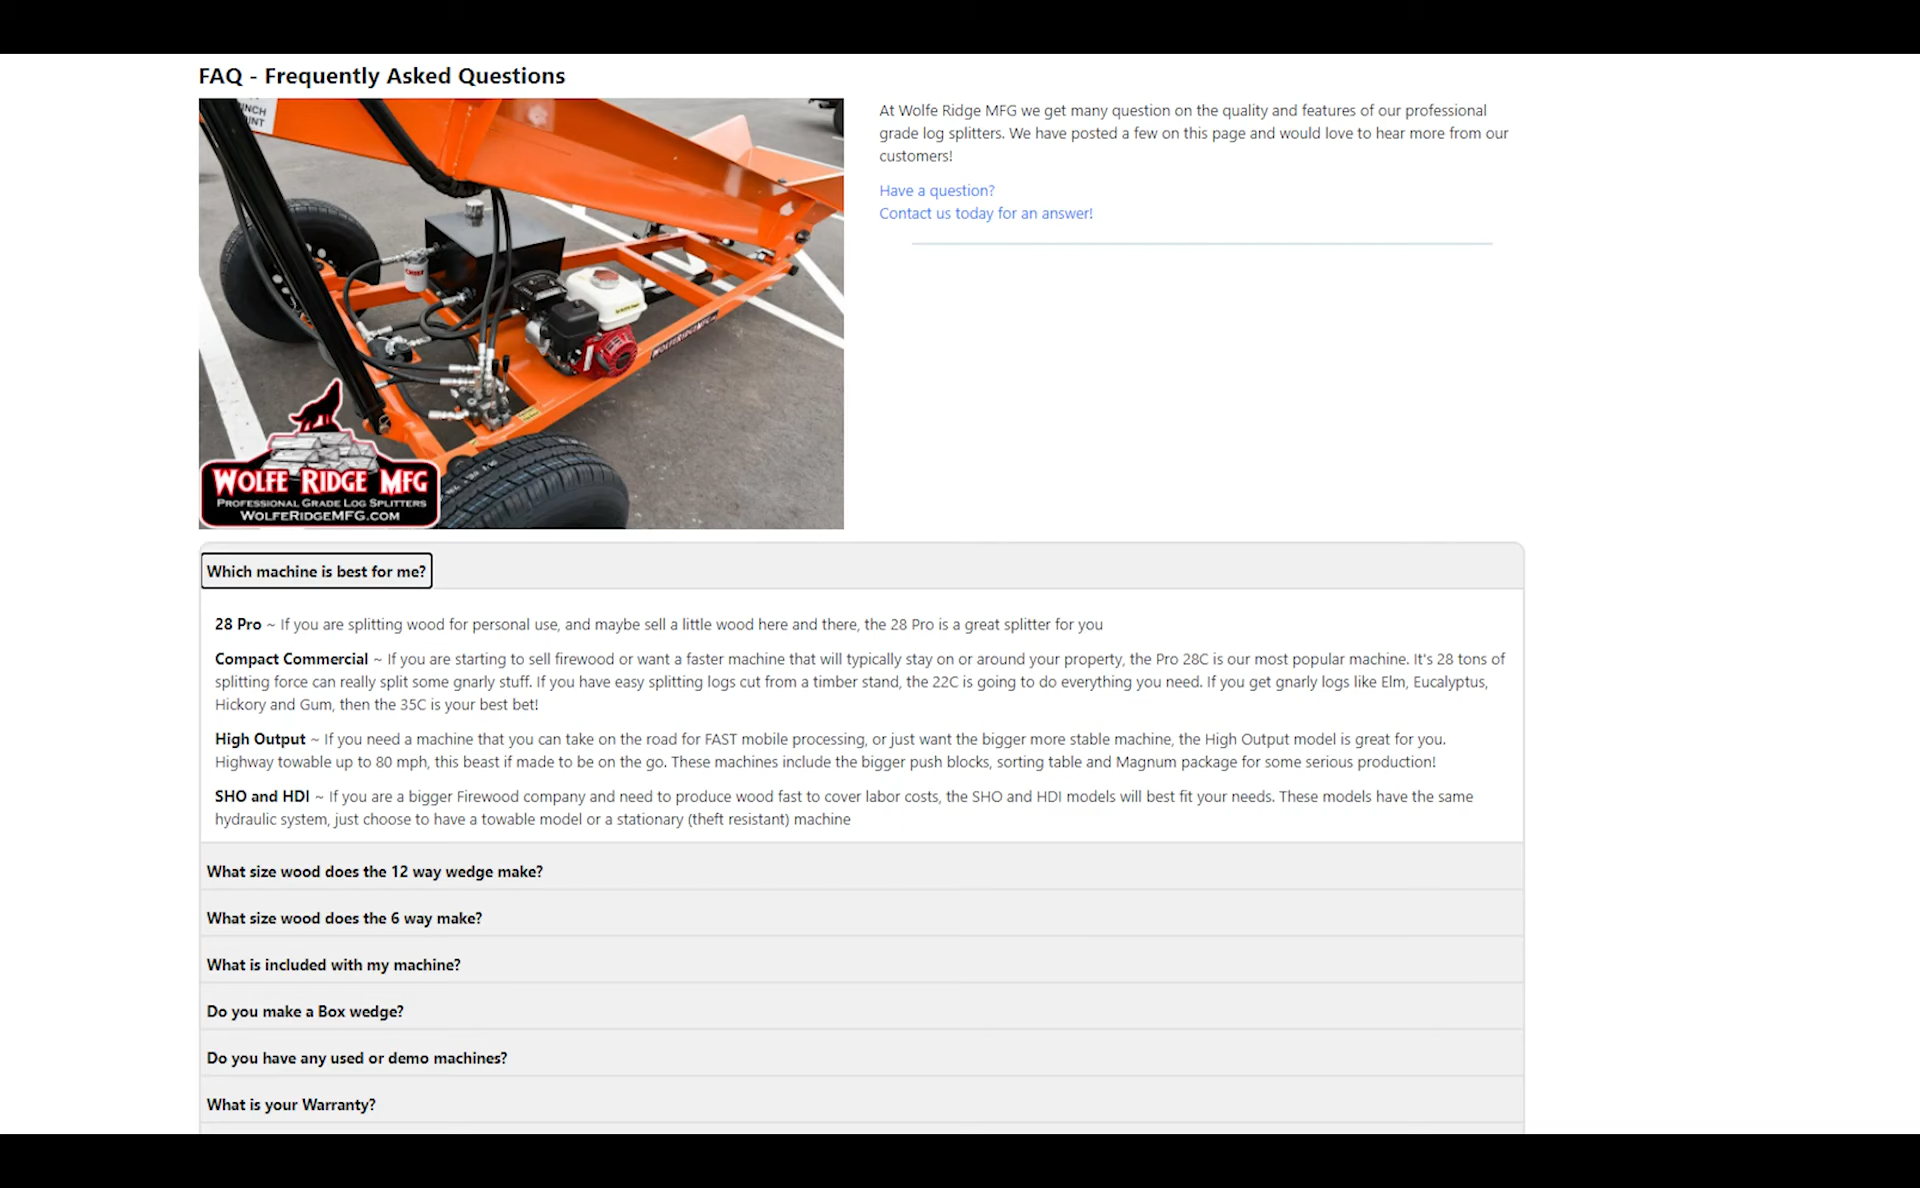 FAQ - Frequently Asked Questions
INCH
INT
At Wolfe Ridge MFG we get many question on the quality and features of our professional
grade log splitters. We have posted a few on this page and would love to hear more from our
customers!
Have a question?
Contact us today for an answer!
WOLFERIDGEMFG
WOLFE RIDGE MFG
PROFESSIONAL GRADE LOG SPLITTERS
WOLFERIDGEMFG.COM
Which machine is best for me?
28 Pro ~ If you are splitting wood for personal use, and maybe sell a little wood here and there, the 28 Pro is a great splitter for you
Compact Commercial ~ If you are starting to sell firewood or want a faster machine that will typically stay on or around your property, the Pro 28C is our most popular machine. It's 28 tons of
splitting force can really split some gnarly stuff. If you have easy splitting logs cut from a timber stand, the 22C is going to do everything you need. If you get gnarly logs like Elm, Eucalyptus,
Hickory and Gum, then the 35C is your best bet!
High Output ~ If you need a machine that you can take on the road for FAST mobile processing, or just want the bigger more stable machine, the High Output model is great for you.
Highway towable up to 80 mph, this beast if made to be on the go. These machines include the bigger push blocks, sorting table and Magnum package for some serious production!
SHO and HDI ~ If you are a bigger Firewood company and need to produce wood fast to cover labor costs, the SHO and HDI models will best fit your needs. These models have the same
hydraulic system, just choose to have a towable model or a stationary (theft resistant) machine
What size wood does the 12 way wedge make?
What size wood does the 6 way make?
What is included with my machine?
Do you make a Box wedge?
Do you have any used or demo machines?
What is your Warranty?